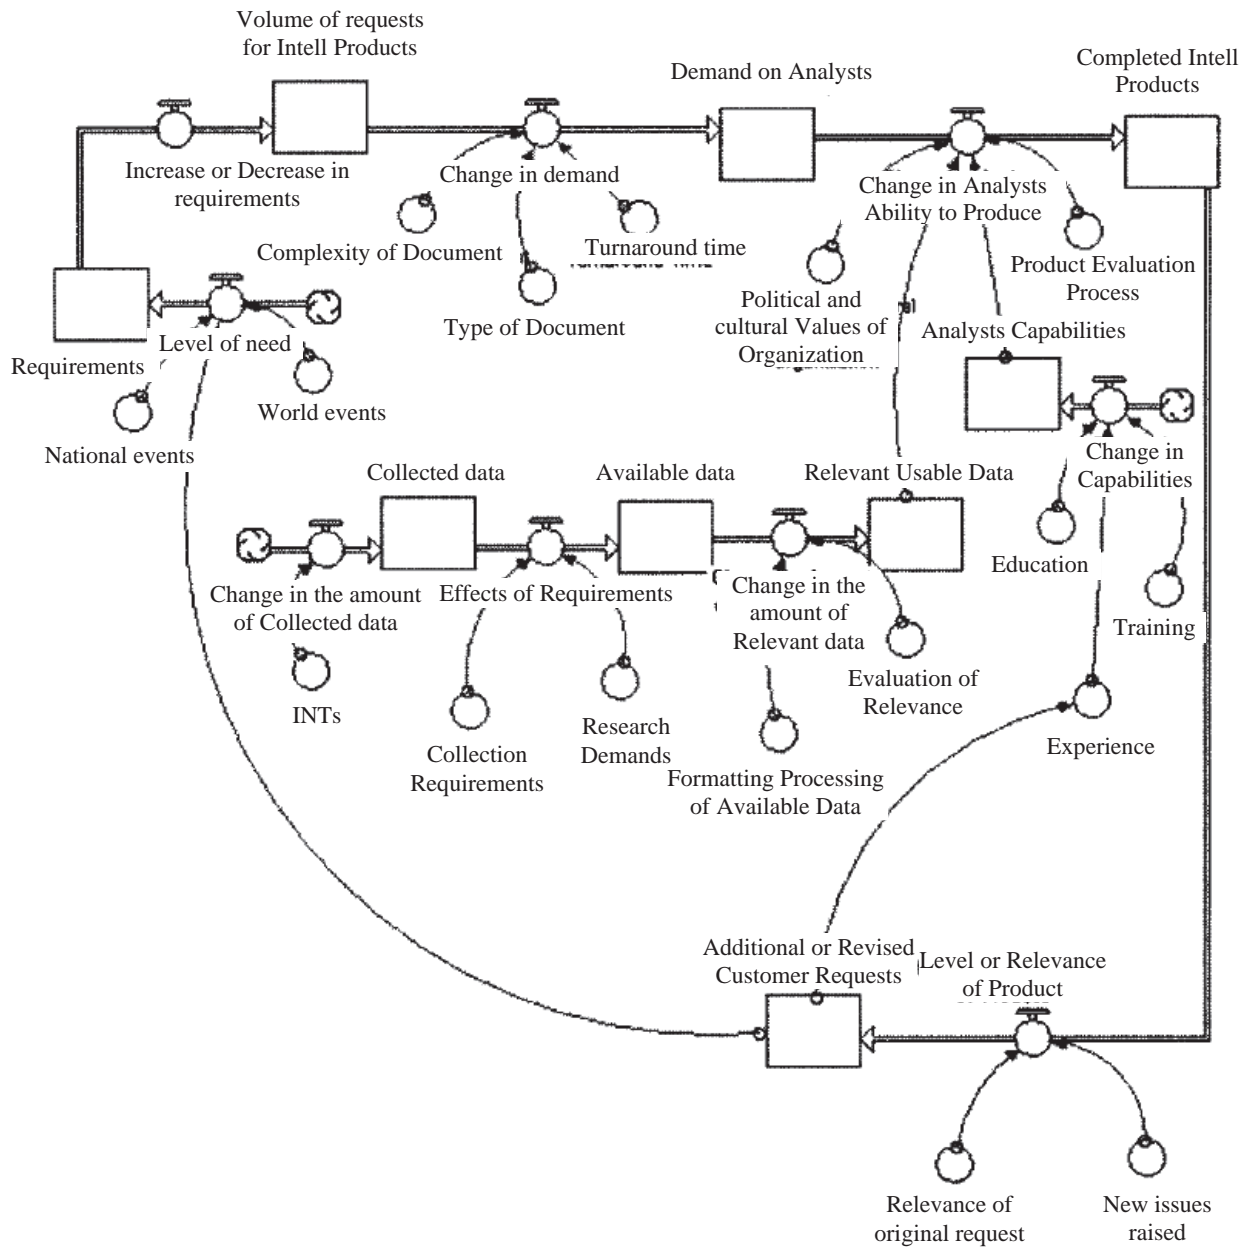 Volume of requests
for Intell Products
Demand on Analysts
Completed Intell
Products
Increase or Decrease in
requirements
Change in demand
Change in Analysts
Ability to Produce
Complexity of Document
Turnaround time
Type of Document
Political and
cultural Values of
Organization
Product Evaluation
Process
Analysts Capabilities
Requirements
Level of need
World events
National events
Change in
Capabilities
Collected data
Available data
Relevant Usable Data
Education
Training
Change in the amount
of Collected data
Effects of Requirements
Change in the
amount of
Relevant data
INTs
Collection
Requirements
Research
Demands
Evaluation of
Relevance
Formatting Processing
of Available Data
Experience
Additional or Revised
Customer Requests
Level or Relevance
of Product
Relevance of
original request
New issues
raised